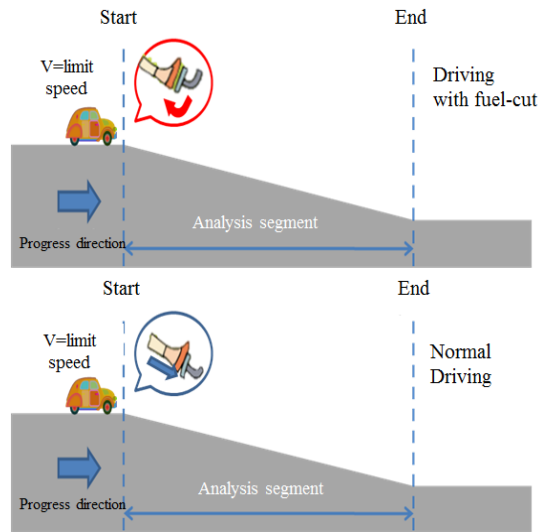 Start
End
V=limit
speed
Driving
with fuel-cut
Analysis segment
Progress direction
Start
End
V=limit
speed
Normal
Driving
Analysis segment
Progress direction